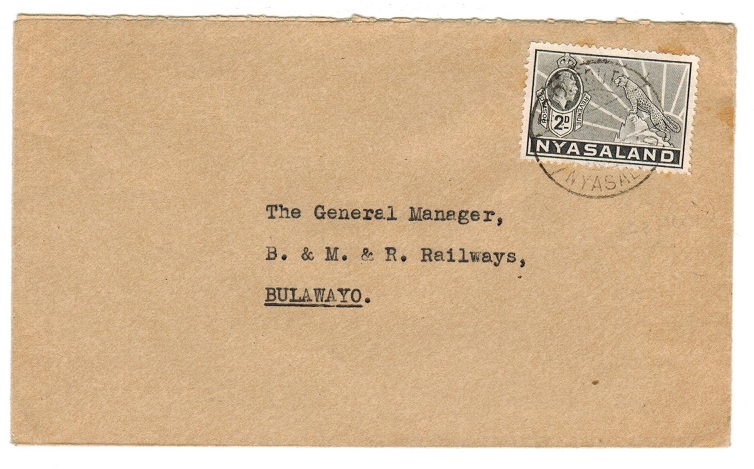 2D
NYASALAND
The General Manager,
B. & M. & R. Railways,
BULAWAYO.